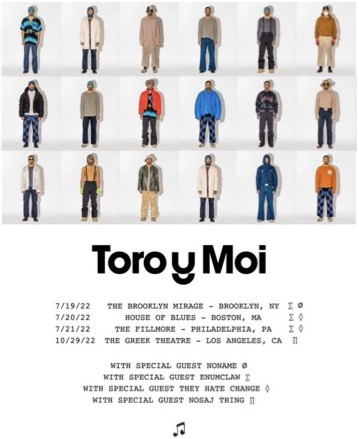 Toro y Moi
7/19/22 THE BROOKLYN MIRAGE - BROOKLYN, NY ∑ Ø
7/20/22 HOUSE OF BLUES - BOSTON, MA ∑ ◊
7/21/22 THE FILLMORE - PHILADELPHIA, PA ∑ ◊
10/29/22 THE GREEK THEATRE - LOS ANGELES, CA ∏
WITH SPECIAL GUEST NONAME Ø
WITH SPECIAL GUEST ENUMCLAW ∑
WITH SPECIAL GUEST THEY HATE CHANGE ◊
WITH SPECIAL GUEST NOSAJ THING ∏